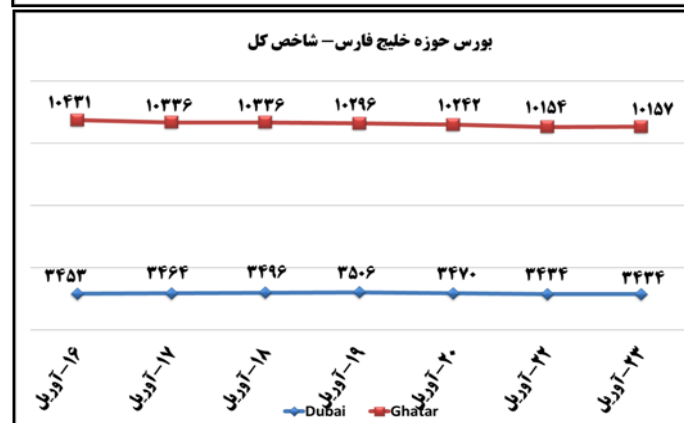 بورس حوزه خلیج فارس– شاخص کل
۱۰۴۳۱ ۱۰۳۳۶ ۱۰۳۳۶ ۱۰۲۹۶ ۱۰۲۴۲ ۱۰۱۵۴ ۱۰۱۵۷
۳۴۵۳ ۳۴۶۴ ۳۴۹۶ ۳۵۰۶ ۳۴۷۰ ۳۴۳۴ ۳۴۳۴
۱۶-آوریل ۱۷-آوریل ۱۸-آوریل ۱۹-آوریل ۲۰-آوریل ۲۲-آوریل ۲۳-آوریل
Dubai Ghatar